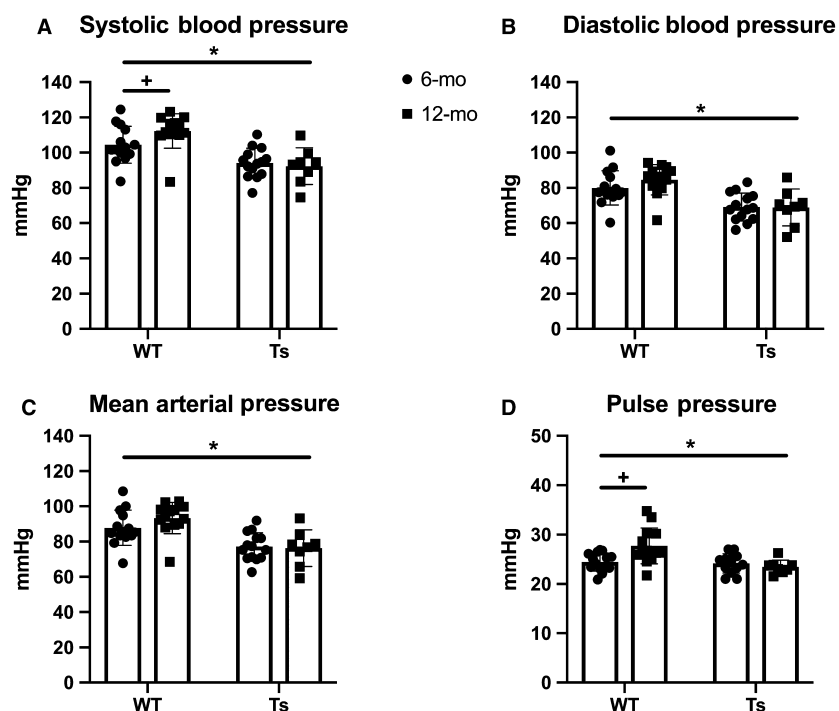 A Systolic blood pressure
*
+
140
120
100
80
60
40
20
0
mmHg
WT Ts
6-mo
12-mo
B Diastolic blood pressure
*
140
120
100
80
60
40
20
0
mmHg
WT Ts
C Mean arterial pressure
*
140
120
100
80
60
40
20
0
mmHg
WT Ts
D Pulse pressure
*
+
50
40
30
20
10
0
mmHg
WT Ts